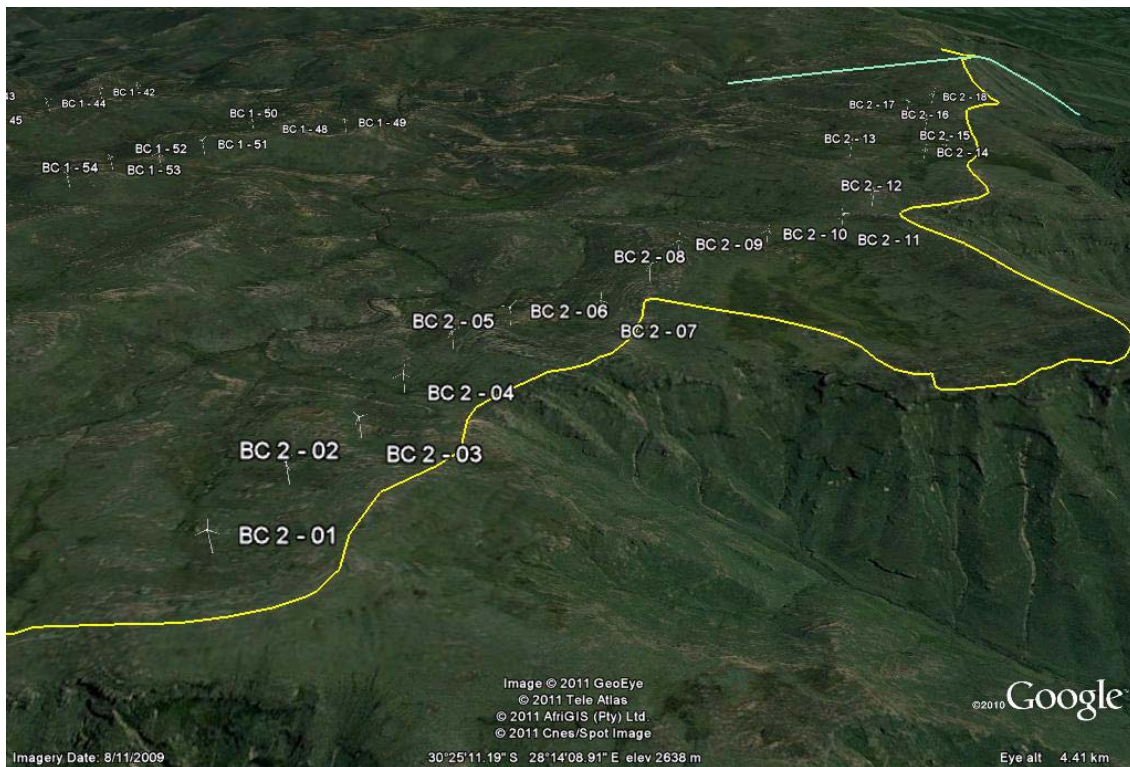 43
BC 1 - 44
BC 1 - 42
45
BC 1 - 50
BC 1 - 48
BC 1 - 49
BC 1 - 52
BC 1 - 51
BC 1 - 54
BC 1 - 53
BC 2 - 17
BC 2 - 18
BC 2 - 16
BC 2 - 13
BC 2 - 15
BC 2 - 14
BC 2 - 12
BC 2 - 09
BC 2 - 10
BC 2 - 11
BC 2 - 08
BC 2 - 05
BC 2 - 06
BC 2 - 07
BC 2 - 04
BC 2 - 02
BC 2 - 03
BC 2 - 01
Image © 2011 GeoEye
© 2011 Tele Atlas
© 2011 AfriGIS (Pty) Ltd.
© 2011 Cnes/Spot Image
©2010 Google
Imagery Date: 8/11/2009
30°25'11.19" S 28°14'08.91" E elev 2638 m
Eye alt 4.41 km